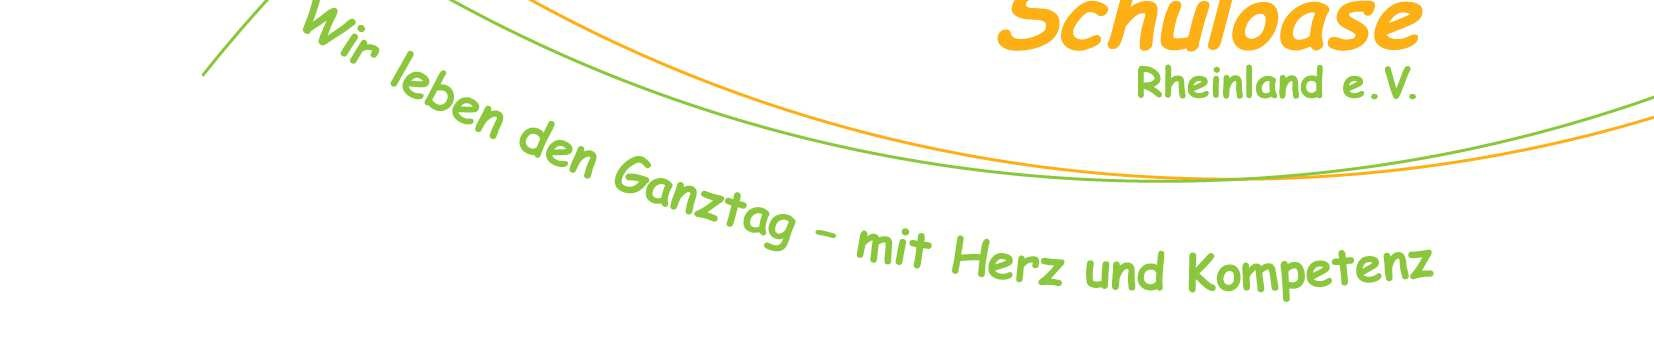 Schuloase
Rheinland e.V.
Wir leben den Ganztag – mit Herz und Kompetenz